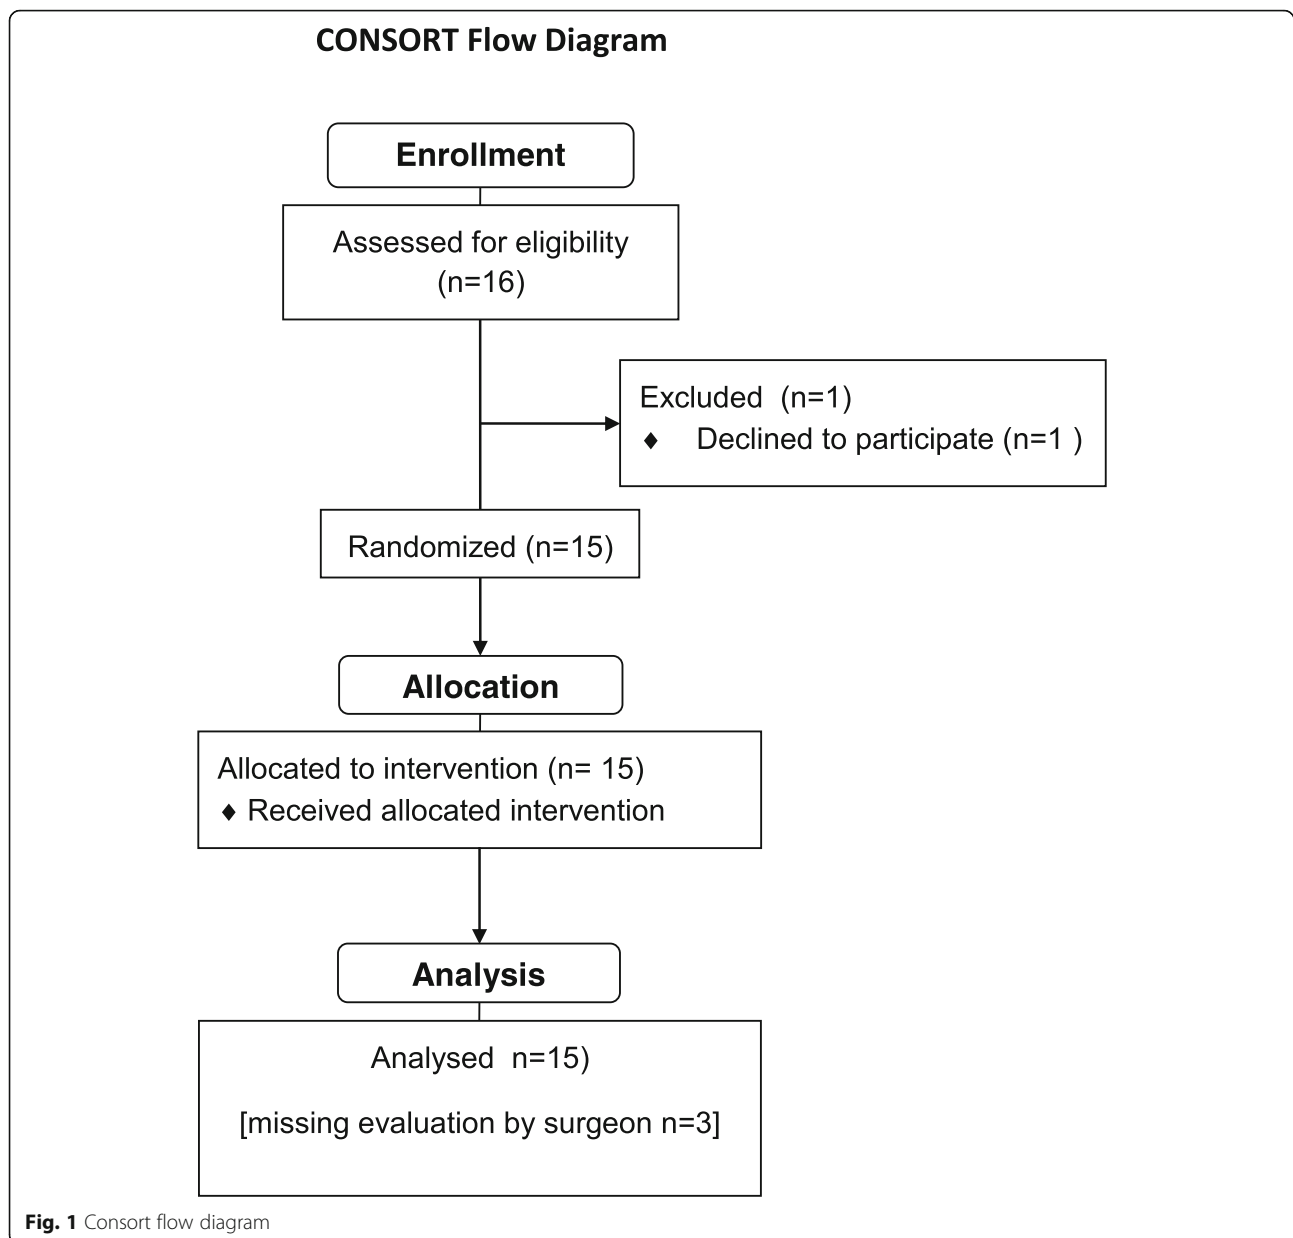 CONSORT Flow Diagram
Enrollment
Assessed for eligibility
(n=16)
Excluded  (n=1)
♦ Declined to participate (n=1 )
Randomized (n=15)
Allocation
Allocated to intervention (n= 15)
♦ Received allocated intervention
Analysis
Analysed  n=15)
[missing evaluation by surgeon n=3]
Fig. 1 Consort flow diagram